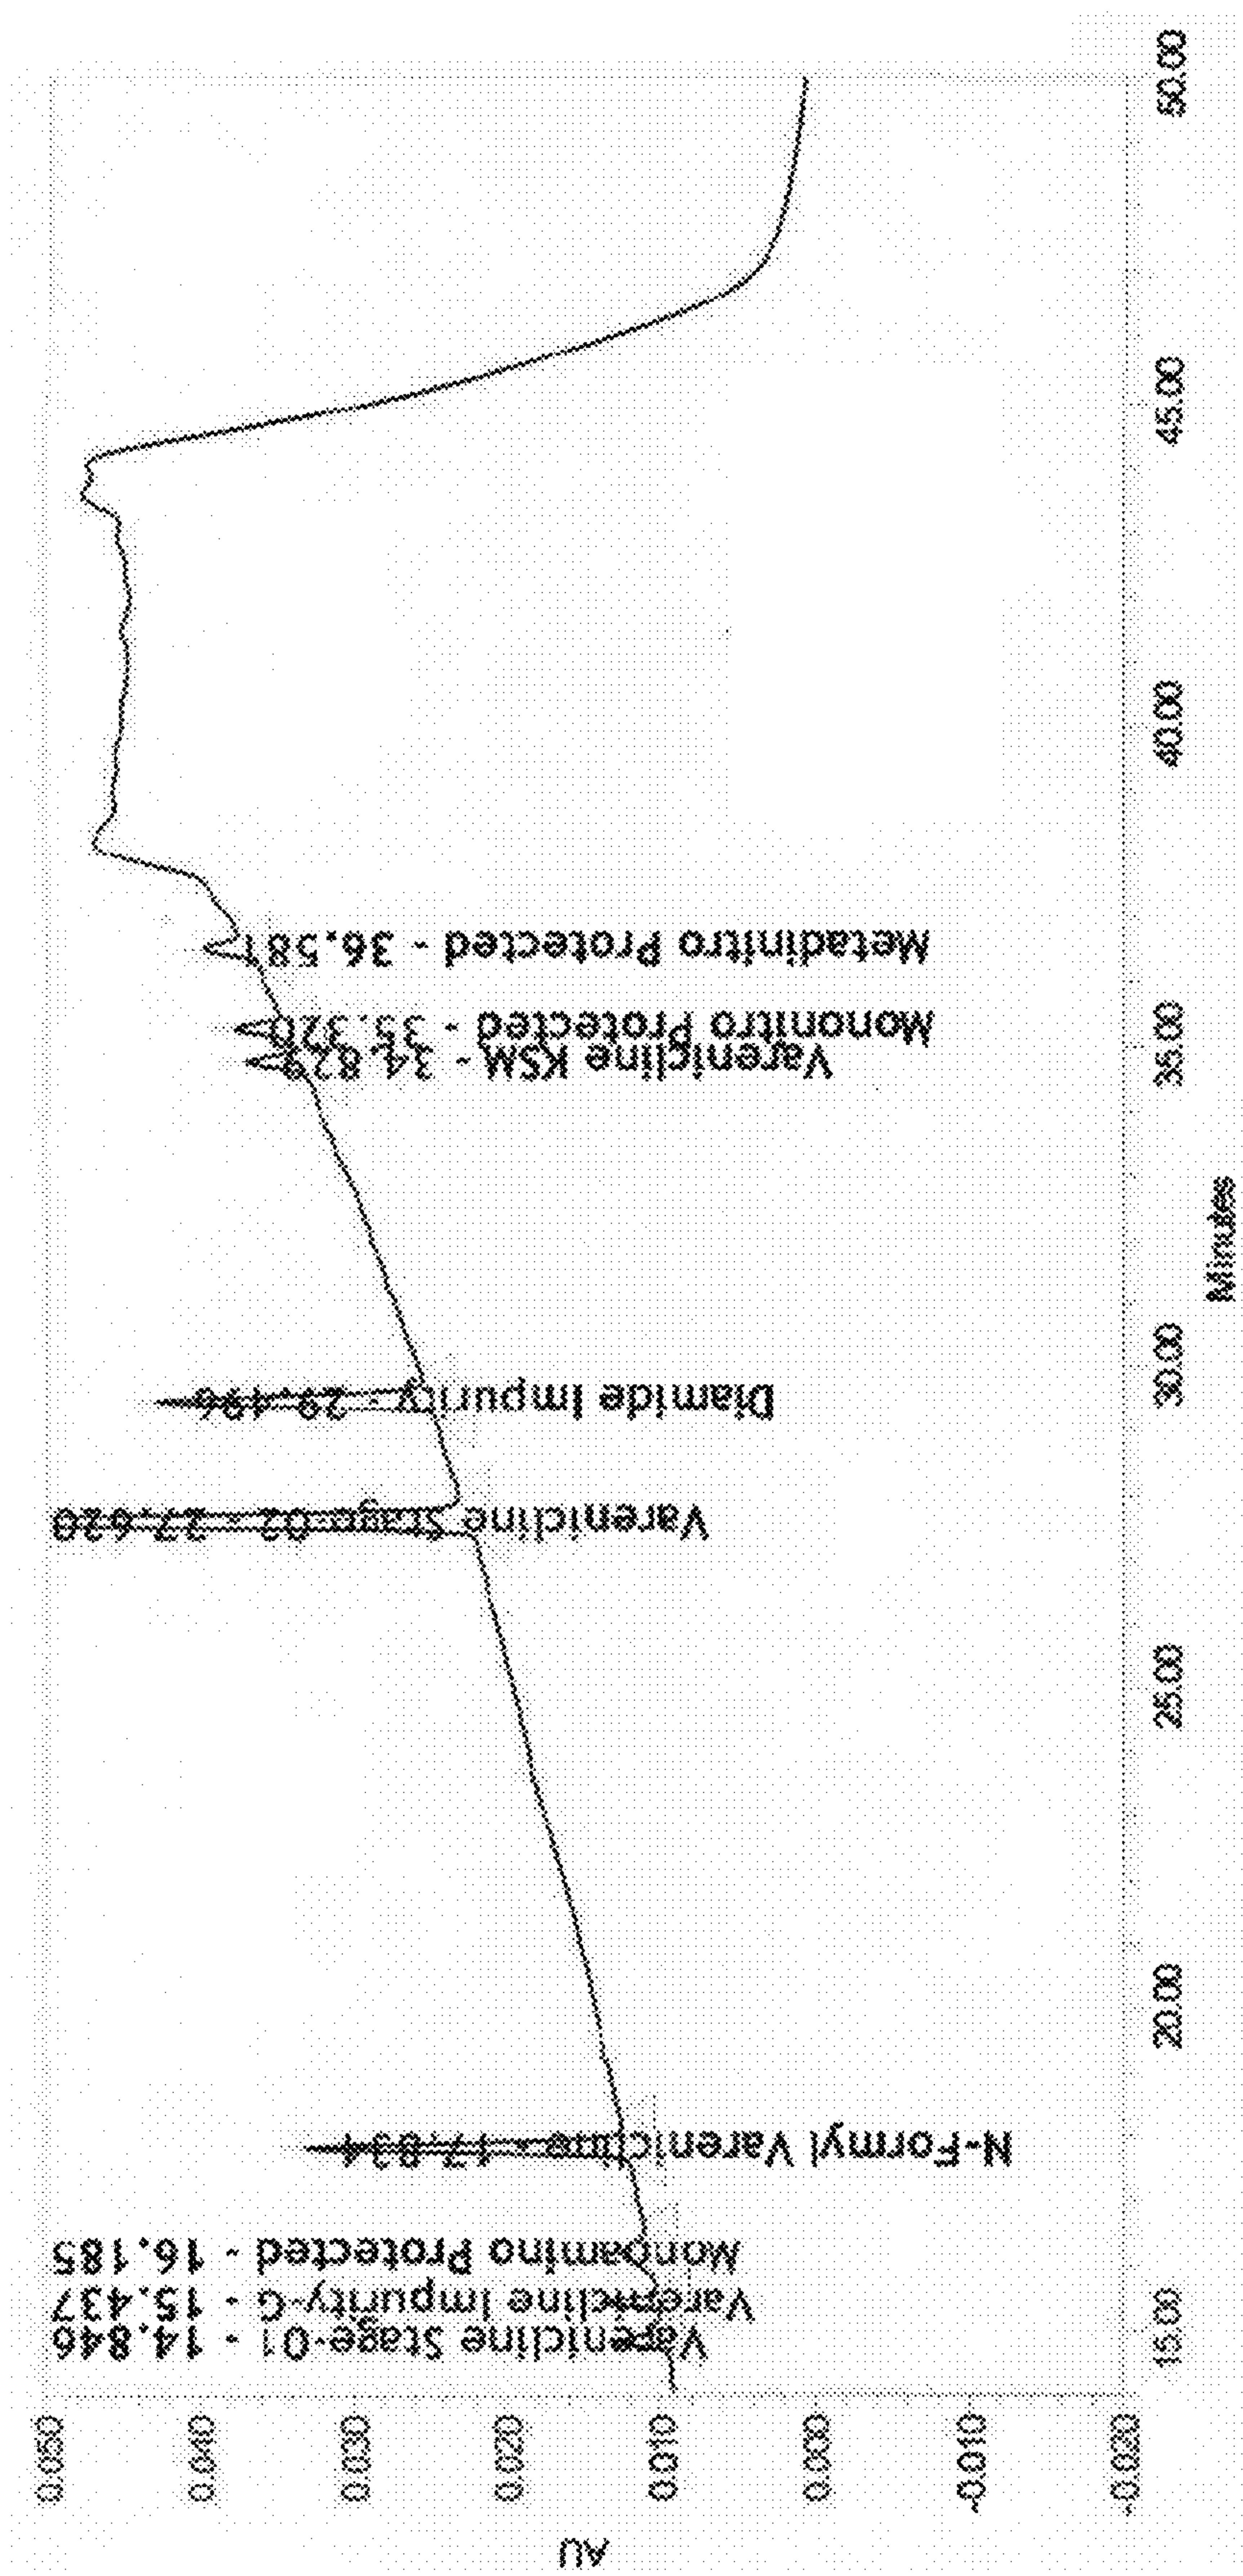 Varenicline Stage-01 - 14.846
Varenicline Impurity-G - 15.437
Monoamino Protected - 16.185
N-Formyl Varenicline - 17.834
Varenicline Stage-02 - 27.620
Diamide Impurity - 29.496
Varenicline KSM - 34.829
Mononitro Protected - 35.320
Metadinitro Protected - 36.581
AU
0.050
0.040
0.030
0.020
0.010
0.000
-0.010
-0.020
15.00
20.00
25.00
30.00
35.00
40.00
45.00
50.00
Minutes